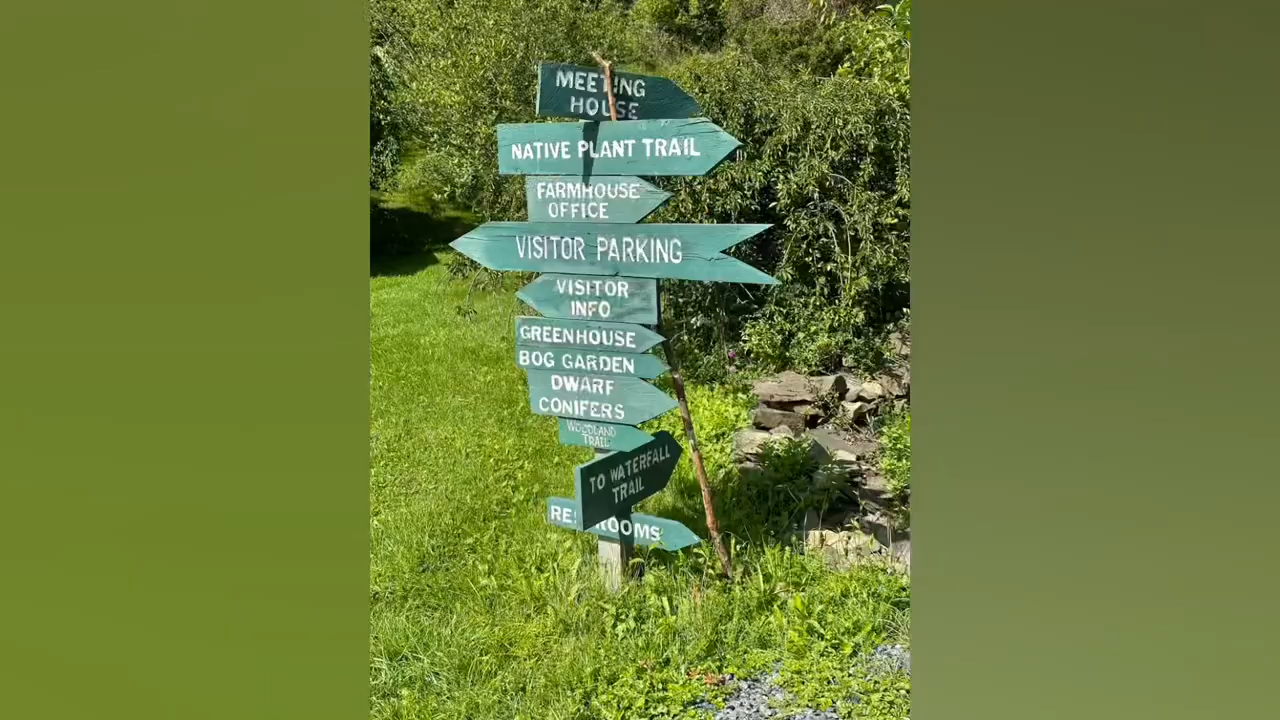 MEETING
HOUSE
NATIVE PLANT TRAIL
FARMHOUSE
OFFICE
VISITOR PARKING
VISITOR
INFO
GREENHOUSE
BOG GARDEN
DWARF
CONIFERS
WOODLAND
TRAIL
TO WATERFALL
TRAIL
RESTROOMS